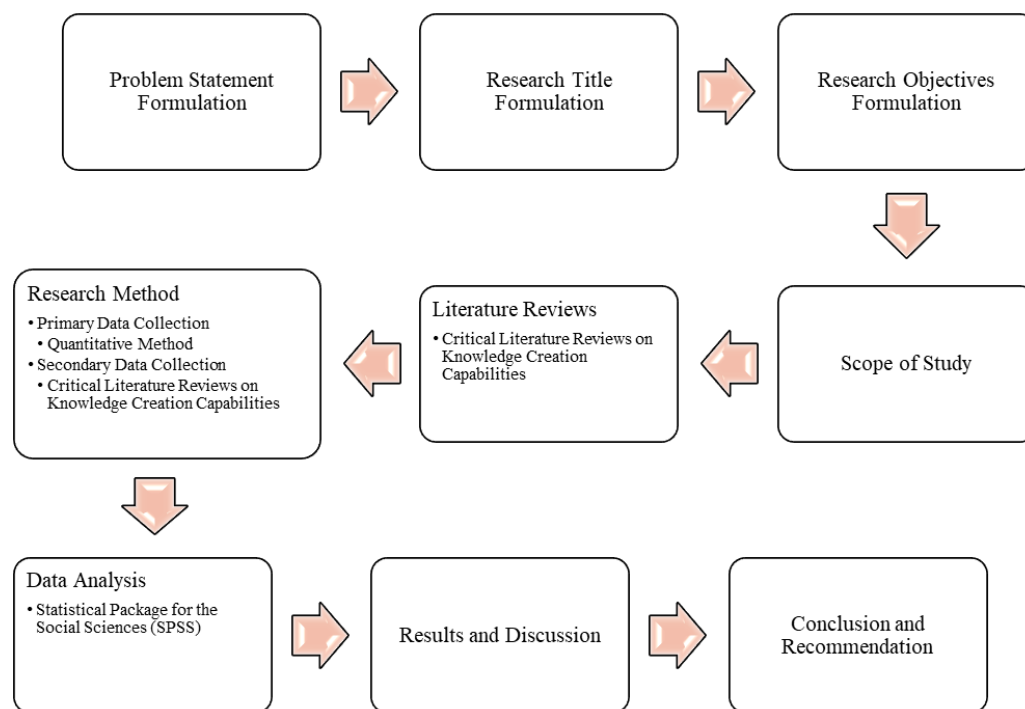 Problem Statement
Formulation
Research Title
Formulation
Research Objectives
Formulation
Scope of Study
Literature Reviews
• Critical Literature Reviews on
Knowledge Creation
Capabilities
Research Method
• Primary Data Collection
• Quantitative Method
• Secondary Data Collection
• Critical Literature Reviews on
Knowledge Creation Capabilities
Data Analysis
• Statistical Package for the
Social Sciences (SPSS)
Results and Discussion
Conclusion and
Recommendation